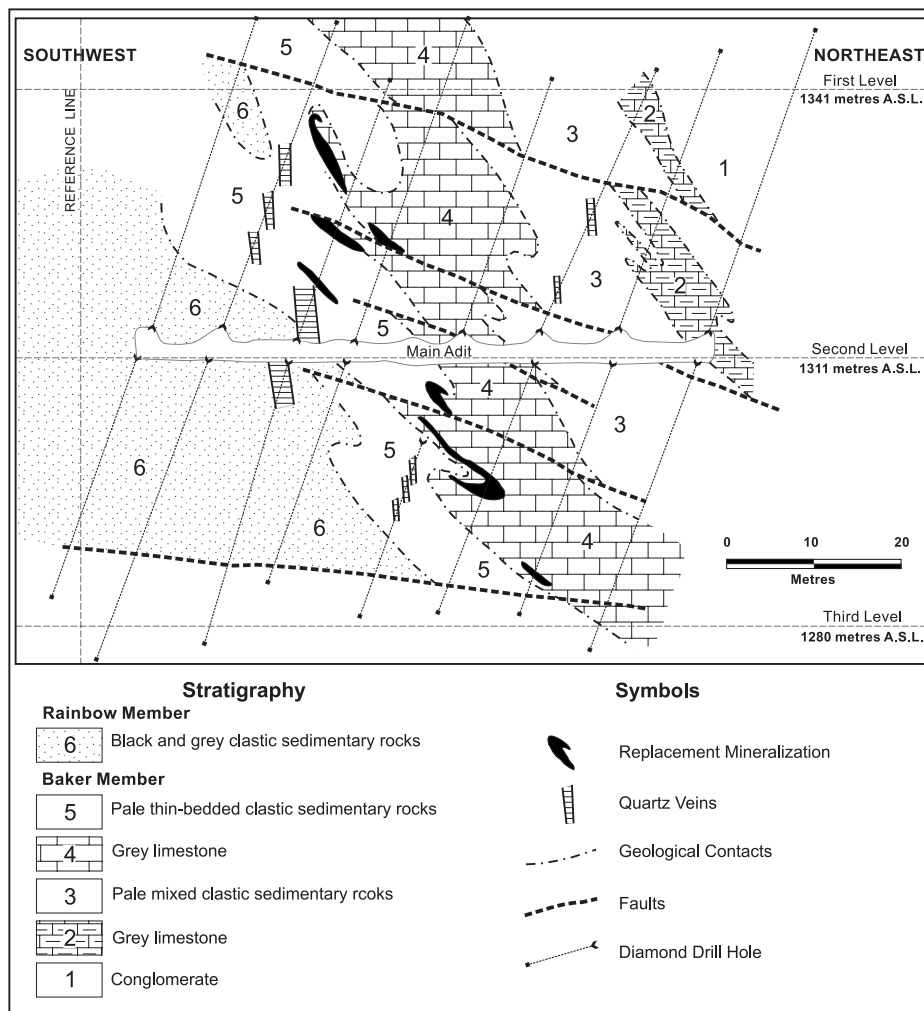 SOUTHWEST
NORTHEAST
REFERENCE LINE
First Level
1341 metres A.S.L.
5
4
6
2
3
1
5
4
3
2
6
5
Main Adit
Second Level
1311 metres A.S.L.
4
3
5
6
6
4
5
0 10 20
Metres
Third Level
1280 metres A.S.L.
Stratigraphy
Rainbow Member
6 Black and grey clastic sedimentary rocks
Baker Member
5 Pale thin-bedded clastic sedimentary rocks
4 Grey limestone
3 Pale mixed clastic sedimentary rcoks
2 Grey limestone
1 Conglomerate
Symbols
Replacement Mineralization
Quartz Veins
Geological Contacts
Faults
Diamond Drill Hole